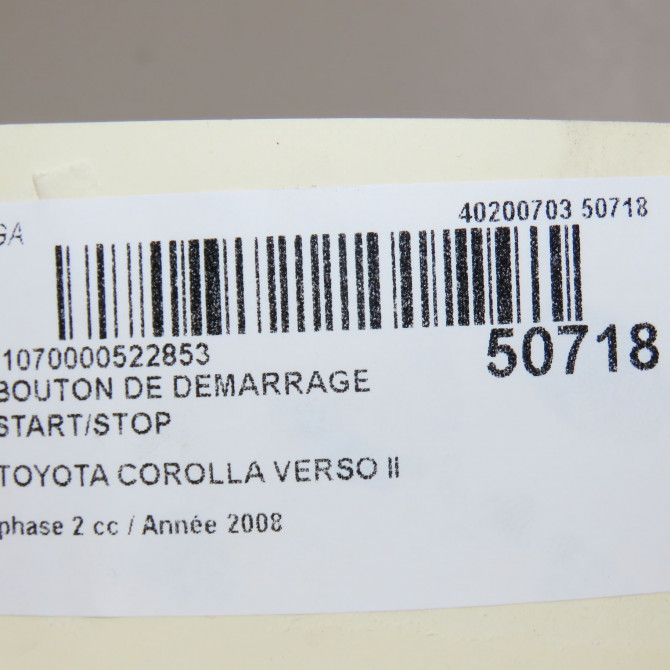 40200703 50718
GA
1070000522853
50718
BOUTON DE DEMARRAGE
START/STOP
TOYOTA COROLLA VERSO II
phase 2 cc / Année 2008